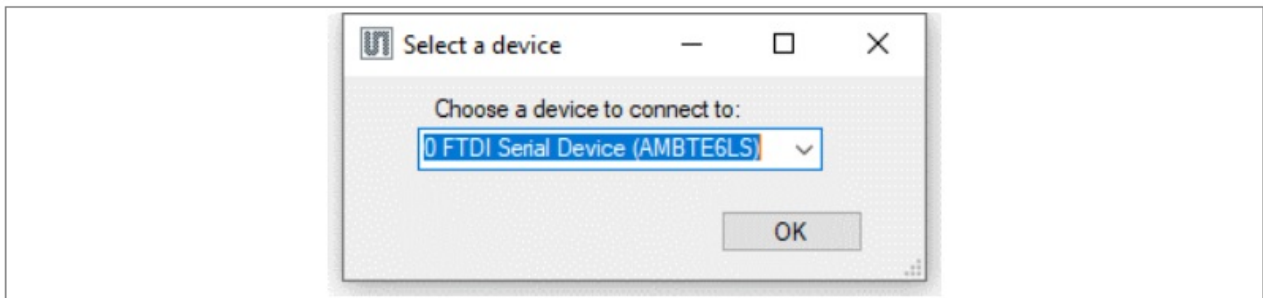 Select a device
Choose a device to connect to:
0 FTDI Serial Device (AMBTE6LS)
OK